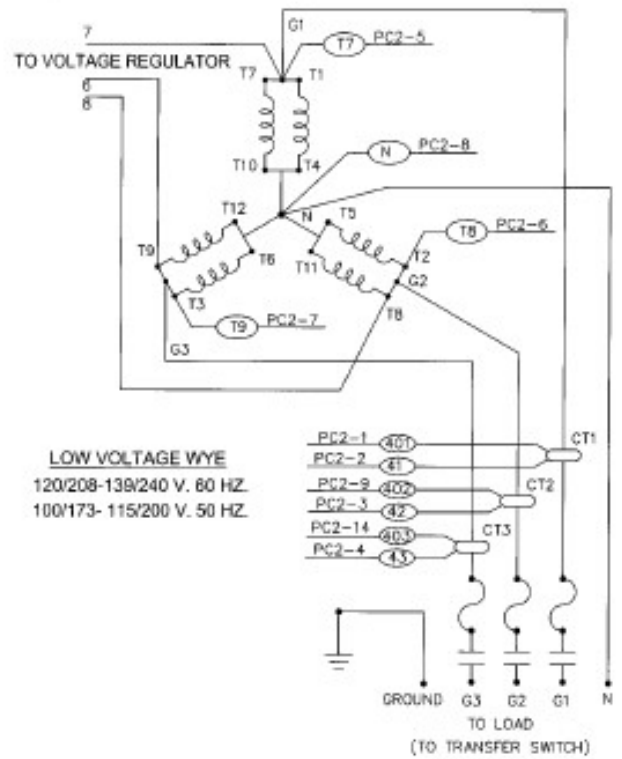 7
G1
T7
PC2-5
TO VOLTAGE REGULATOR
T7
T1
6
8
T10
T4
N
PC2-8
T12
N
T5
T8
PC2-6
T9
T6
T11
T2
G2
T3
T8
T9
PC2-7
G3
LOW VOLTAGE WYE
120/208-139/240 V. 60 HZ.
100/173- 115/200 V. 50 HZ.
PC2-1
401
CT1
PC2-2
41
PC2-9
402
CT2
PC2-3
42
PC2-14
403
CT3
PC2-4
43
GROUND
G3
G2
G1
N
TO LOAD
(TO TRANSFER SWITCH)